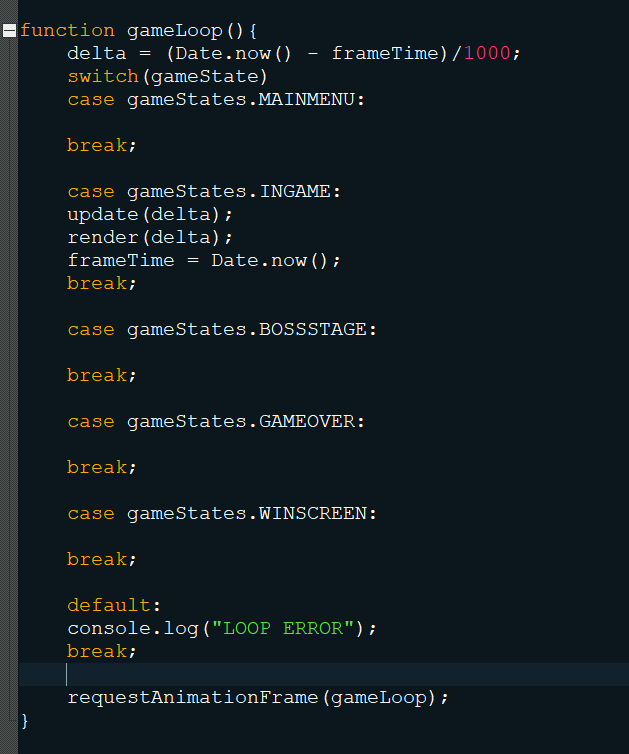 function gameLoop(){
delta = (Date.now() - frameTime)/1000;
switch(gameState)
case gameStates.MAINMENU:
break;
case gameStates.INGAME:
update(delta);
render(delta);
frameTime = Date.now();
break;
case gameStates.BOSSSTAGE:
break;
case gameStates.GAMEOVER:
break;
case gameStates.WINSCREEN:
break;
default:
console.log("LOOP ERROR");
break;
requestAnimationFrame(gameLoop);
}